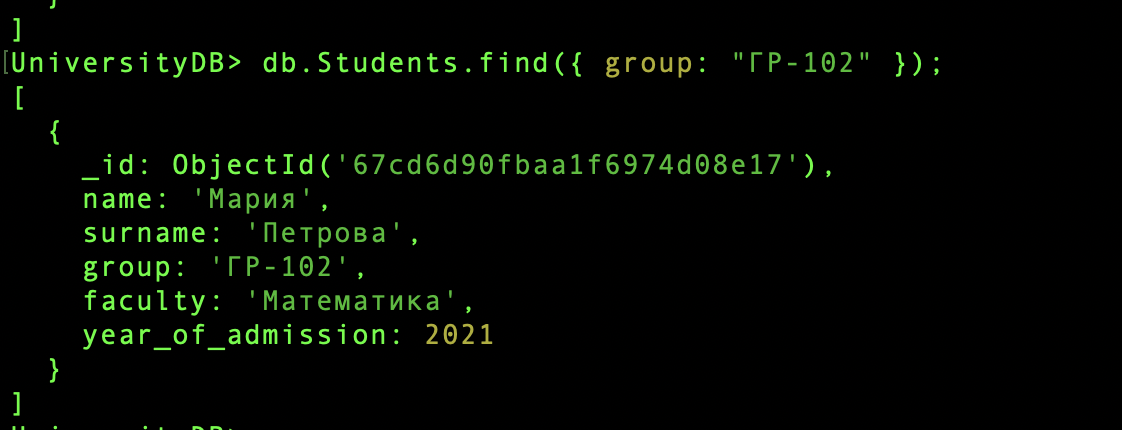 }
]
UniversityDB> db.Students.find({ group: "ГР-102" });
[
  {
    _id: ObjectId('67cd6d90fbaa1f6974d08e17'),
    name: 'Мария',
    surname: 'Петрова',
    group: 'ГР-102',
    faculty: 'Математика',
    year_of_admission: 2021
  }
]
UniversityDB>